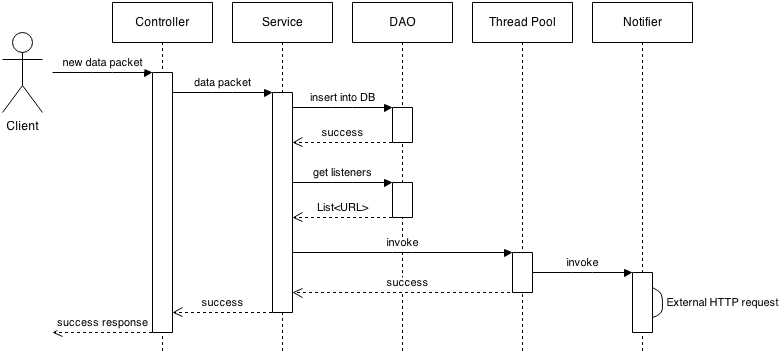 Controller
Service
DAO
Thread Pool
Notifier
new data packet
data packet
insert into DB
Client
success
get listeners
List<URL>
invoke
invoke
success
success
External HTTP request
success response